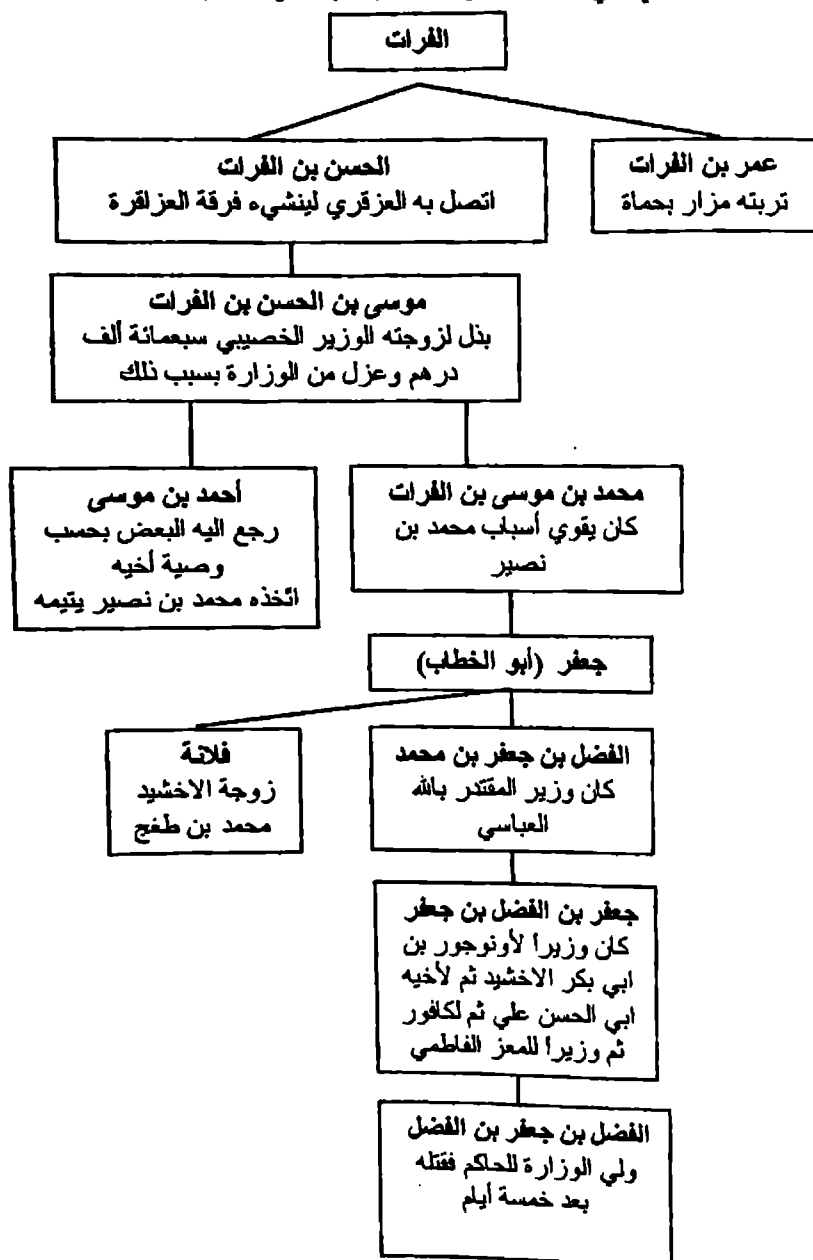 الفرات
عمر بن الفرات
تربته مزار بحماة
الحسن بن الفرات
اتصل به العزقري لينشيء فرقة العزاقرة
موسى بن الحسن بن الفرات
بذل لزوجته الوزير الخصيبي سبعمائة ألف
درهم وعزل من الوزارة بسبب ذلك
محمد بن موسى بن الفرات
كان يقوي أسباب محمد بن
نصير
أحمد بن موسى
رجع اليه البعض بحسب
وصية أخيه
اتخذه محمد بن نصير يتيمه
جعفر (أبو الخطاب)
الفضل بن جعفر بن محمد
كان وزير المقتدر بالله
العباسي
فلانة
زوجة الاخشيد
محمد بن طغج
جعفر بن الفضل بن جعفر
كان وزيرا لأونوجور بن
ابي بكر الاخشيد ثم لأخيه
ابي الحسن علي ثم لكافور
ثم وزيرا للمعز الفاطمي
الفضل بن جعفر بن الفضل
ولي الوزارة للحاكم فقتله
بعد خمسة أيام